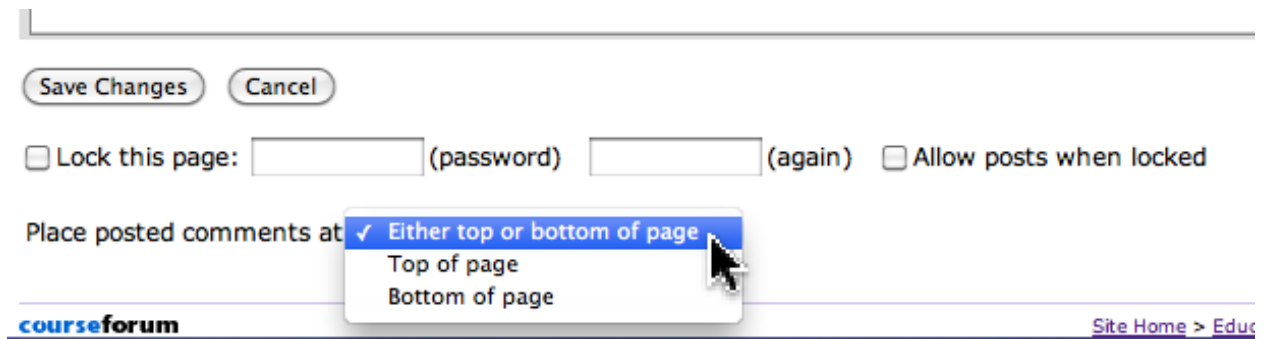 Save Changes Cancel
Lock this page: (password) (again) Allow posts when locked
Place posted comments at ✓ Either top or bottom of page
Top of page
Bottom of page
courseforum Site Home >